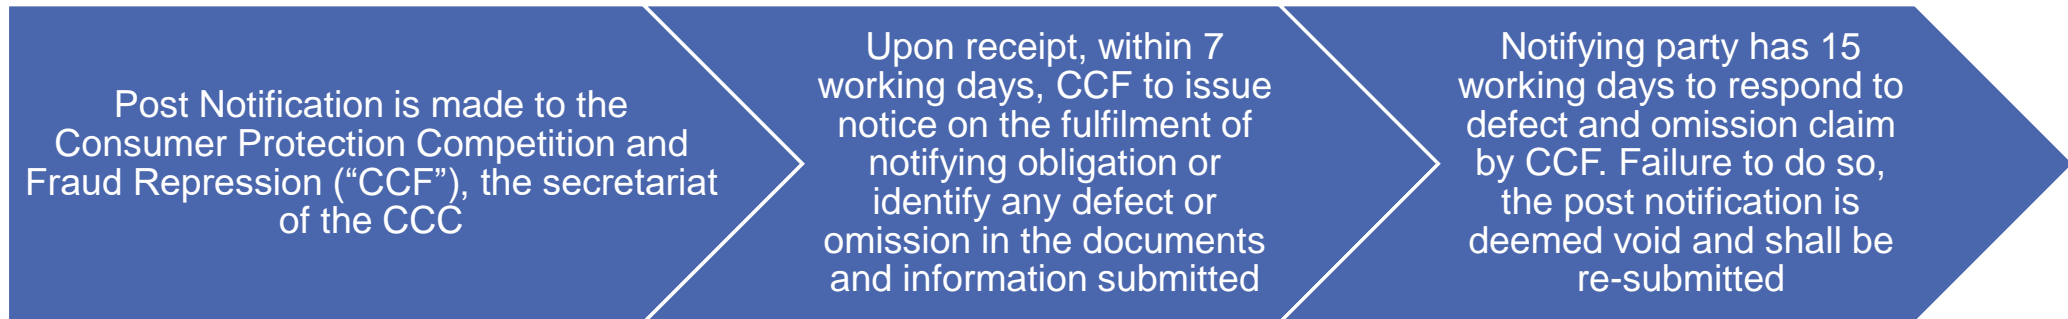 Post Notification is made to the
Consumer Protection Competition and
Fraud Repression (“CCF”), the secretariat
of the CCC
Upon receipt, within 7
working days, CCF to issue
notice on the fulfilment of
notifying obligation or
identify any defect or
omission in the documents
and information submitted
Notifying party has 15
working days to respond to
defect and omission claim
by CCF. Failure to do so,
the post notification is
deemed void and shall be
re-submitted